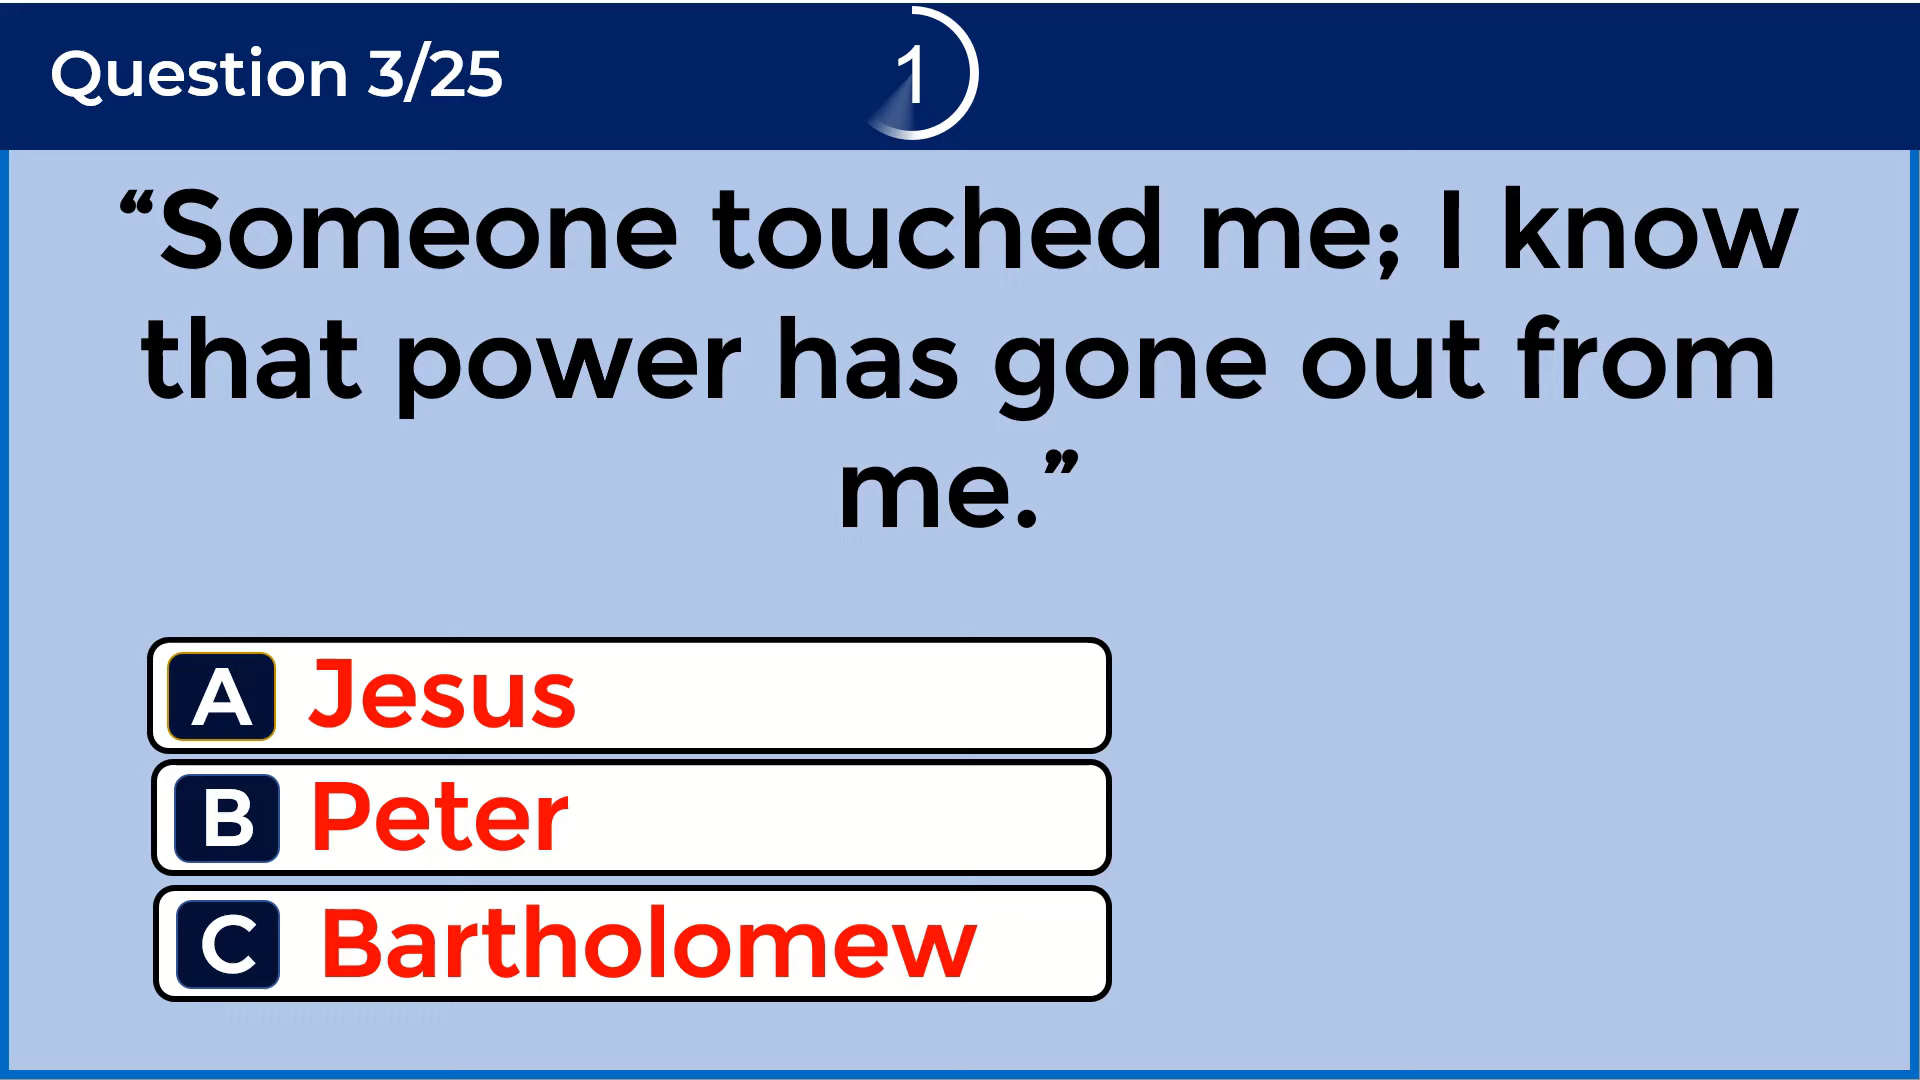 Question 3/25
1
“Someone touched me; I know
that power has gone out from
me.”
A Jesus
B Peter
C Bartholomew